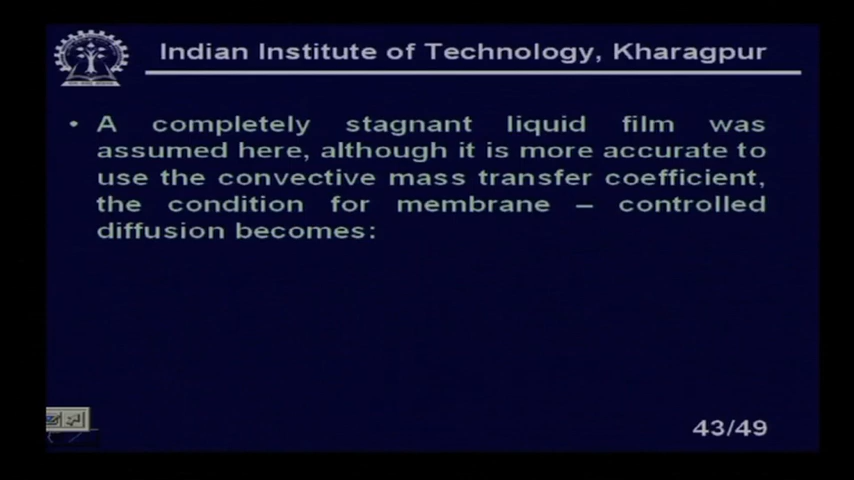 Indian Institute of Technology, Kharagpur
• A completely stagnant liquid film was
assumed here, although it is more accurate to
use the convective mass transfer coefficient,
the condition for membrane – controlled
diffusion becomes:
43/49